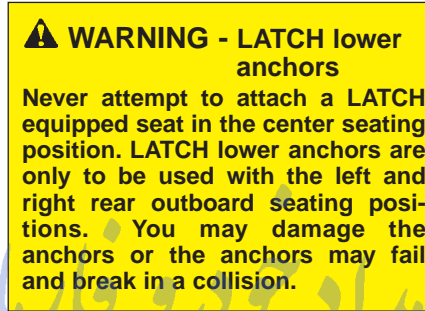 WARNING - LATCH lower
anchors
Never attempt to attach a LATCH
equipped seat in the center seating
position. LATCH lower anchors are
only to be used with the left and
right rear outboard seating posi-
tions. You may damage the
anchors or the anchors may fail
and break in a collision.